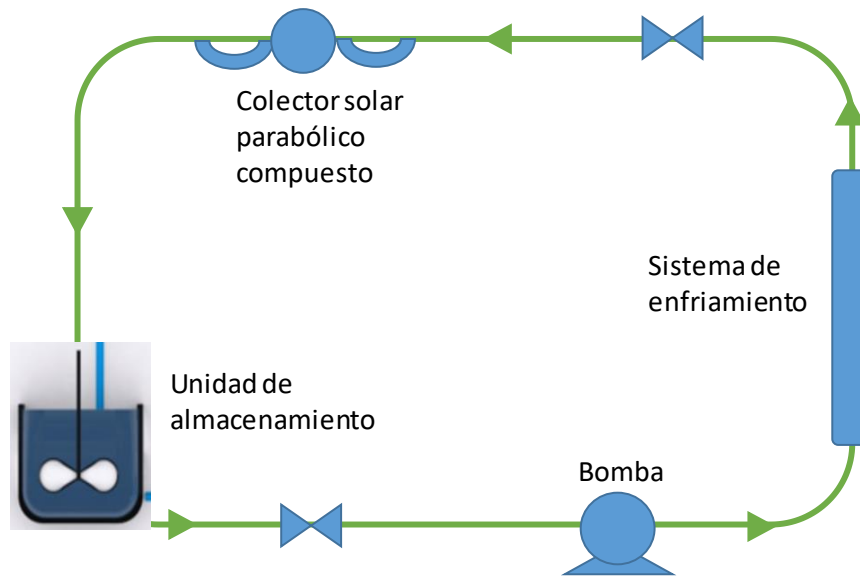 Colector solar
parabólico
compuesto
Sistema de
enfriamiento
Unidad de
almacenamiento
Bomba